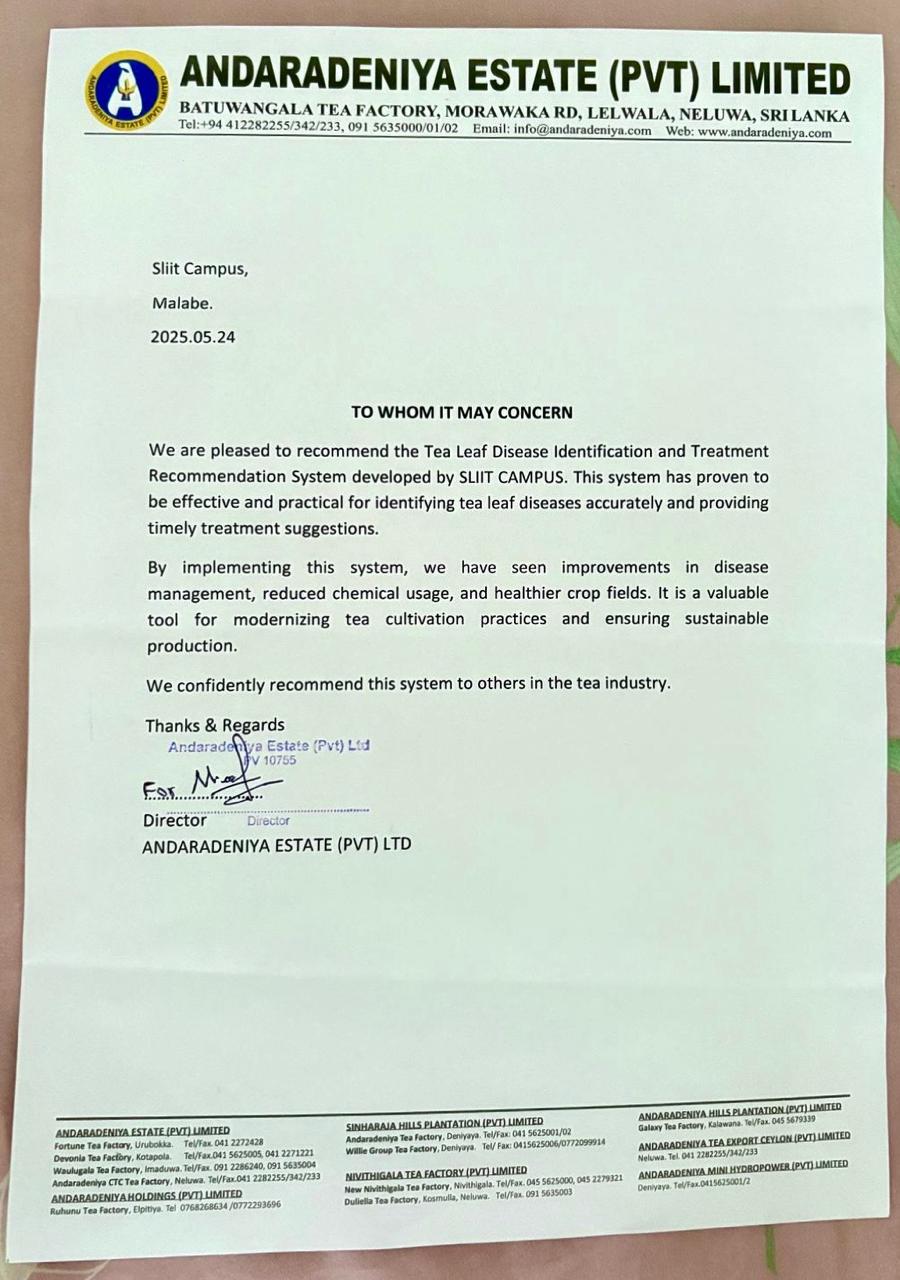 ANDARADENIYA ESTATE (PVT) LIMITED
ANDARADENIYA ESTATE (PVT) LIMITED
BATUWANGALA TEA FACTORY, MORAWAKA RD, LELWALA, NELUWA, SRI LANKA
Tel:+94 412282255/342/233, 091 5635000/01/02 Email: info@andaradeniya.com Web: www.andaradeniya.com
Sliit Campus,
Malabe.
2025.05.24
TO WHOM IT MAY CONCERN
We are pleased to recommend the Tea Leaf Disease Identification and Treatment
Recommendation System developed by SLIIT CAMPUS. This system has proven to
be effective and practical for identifying tea leaf diseases accurately and providing
timely treatment suggestions.
By implementing this system, we have seen improvements in disease
management, reduced chemical usage, and healthier crop fields. It is a valuable
tool for modernizing tea cultivation practices and ensuring sustainable
production.
We confidently recommend this system to others in the tea industry.
Thanks & Regards
Andaradeniya Estate (Pvt) Ltd
PV 10755
For
Director
Director
ANDARADENIYA ESTATE (PVT) LTD
ANDARADENIYA ESTATE (PVT) LIMITED
Fortune Tea Factory, Urubokka. Tel/Fax. 041 2272428
Devonia Tea Factory, Kotapola. Tel/Fax.041 5625005, 041 2271221
Waulugala Tea Factory, Imaduwa. Tel/Fax. 091 2286240, 091 5635004
Andaradeniya CTC Tea Factory, Neluwa. Tel/Fax.041 2282255/342/233
ANDARADENIYA HOLDINGS (PVT) LIMITED
Ruhunu Tea Factory, Elpitiya. Tel 0768268634 /0772293696
SINHARAJA HILLS PLANTATION (PVT) LIMITED
Andaradeniya Tea Factory, Deniyaya. Tel/Fax: 041 5625001/02
Willie Group Tea Factory, Deniyaya. Tel/ Fax: 0415625006/0772099914
NIVITHIGALA TEA FACTORY (PVT) LIMITED
New Nivithigala Tea Factory, Nivithigala. Tel/Fax. 045 5625000, 045 2279321
Duliella Tea Factory, Kosmulla, Neluwa. Tel/Fax. 091 5635003
ANDARADENIYA HILLS PLANTATION (PVT) LIMITED
Galaxy Tea Factory, Kalawana. Tel/Fax. 045 5679339
ANDARADENIYA TEA EXPORT CEYLON (PVT) LIMITED
Neluwa. Tel. 041 2282255/342/233
ANDARADENIYA MINI HYDROPOWER (PVT) LIMITED
Deniyaya. Tel/Fax.0415625001/2